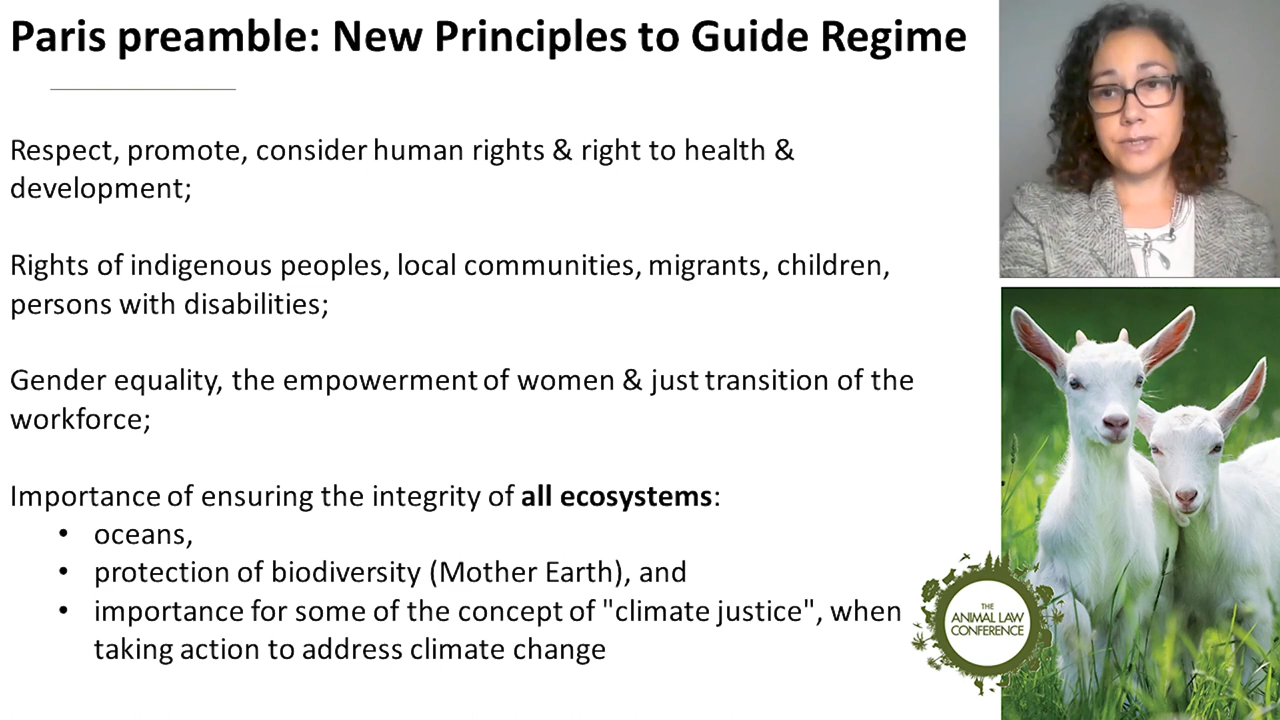 Paris preamble: New Principles to Guide Regime
Respect, promote, consider human rights & right to health &
development;
Rights of indigenous peoples, local communities, migrants, children,
persons with disabilities;
Gender equality, the empowerment of women & just transition of the
workforce;
Importance of ensuring the integrity of all ecosystems:
• oceans,
• protection of biodiversity (Mother Earth), and
• importance for some of the concept of "climate justice", when
taking action to address climate change
THE
ANIMAL LAW
CONFERENCE